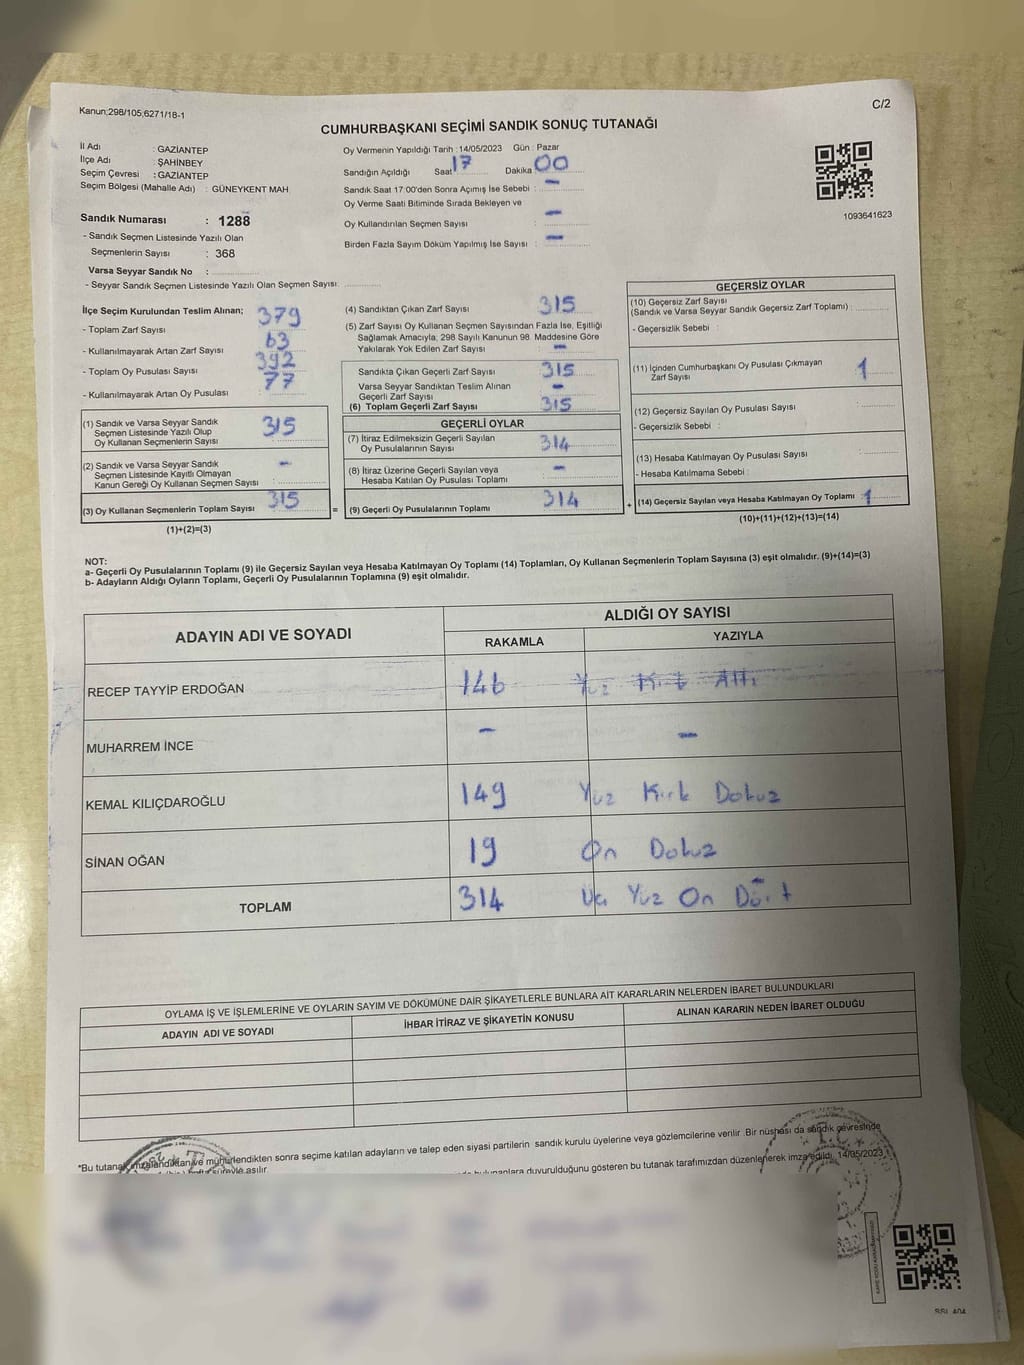 Kanun:298/105,6271/18-1
C/2
CUMHURBAŞKANI SEÇİMİ SANDIK SONUÇ TUTANAĞI
İl Adı : GAZİANTEP
İlçe Adı : ŞAHİNBEY
Seçim Çevresi : GAZİANTEP
Seçim Bölgesi (Mahalle Adı) : GÜNEYKENT MAH
Sandık Numarası : 1288
- Sandık Seçmen Listesinde Yazılı Olan
Seçmenlerin Sayısı : 368
Varsa Seyyar Sandık No :
- Seyyar Sandık Seçmen Listesinde Yazılı Olan Seçmen Sayısı:
Oy Vermenin Yapıldığı Tarih :14/05/2023 Gün : Pazar
Sandığın Açıldığı Saat 17 Dakika 00
Sandık Saat 17:00'den Sonra Açımış İse Sebebi : -
Oy Verme Saati Bitiminde Sırada Bekleyen ve
Oy Kullandırılan Seçmen Sayısı : -
Birden Fazla Sayım Döküm Yapılmış İse Sayısı : -
1093641623
İlçe Seçim Kurulundan Teslim Alınan;
- Toplam Zarf Sayısı 379
- Kullanılmayarak Artan Zarf Sayısı 63
- Toplam Oy Pusulası Sayısı 392
- Kullanılmayarak Artan Oy Pusulası 77
(1) Sandık ve Varsa Seyyar Sandık
Seçmen Listesinde Yazılı Olup
Oy Kullanan Seçmenlerin Sayısı 315
(2) Sandık ve Varsa Seyyar Sandık
Seçmen Listesinde Kayıtlı Olmayan
Kanun Gereği Oy Kullanan Seçmen Sayısı : -
(3) Oy Kullanan Seçmenlerin Toplam Sayısı 315
(1)+(2)=(3)
(4) Sandıktan Çıkan Zarf Sayısı 315
(5) Zarf Sayısı Oy Kullanan Seçmen Sayısından Fazla İse, Eşitliği
Sağlamak Amacıyla; 298 Sayılı Kanunun 98. Maddesine Göre
Yakılarak Yok Edilen Zarf Sayısı -
Sandıkta Çıkan Geçerli Zarf Sayısı 315
Varsa Seyyar Sandıktan Teslim Alınan
Geçerli Zarf Sayısı -
(6) Toplam Geçerli Zarf Sayısı 315
GEÇERLİ OYLAR
(7) İtiraz Edilmeksizin Geçerli Sayılan
Oy Pusulasının Sayısı 314
(8) İtiraz Üzerine Geçerli Sayılan veya
Hesaba Katılan Oy Pusulası Toplamı -
= (9) Geçerli Oy Pusulalarının Toplamı 314
GEÇERSİZ OYLAR
(10) Geçersiz Zarf Sayısı
(Sandık ve Varsa Seyyar Sandık Geçersiz Zarf Toplamı) :
- Geçersizlik Sebebi :
(11) İçinden Cumhurbaşkanı Oy Pusulası Çıkmayan
Zarf Sayısı 1
(12) Geçersiz Sayılan Oy Pusulası Sayısı
- Geçersizlik Sebebi :
(13) Hesaba Katılmayan Oy Pusulası Sayısı
- Hesaba Katılmama Sebebi :
+ (14) Geçersiz Sayılan veya Hesaba Katılmayan Oy Toplamı : 1
(10)+(11)+(12)+(13)=(14)
NOT:
a- Geçerli Oy Pusulalarının Toplamı (9) ile Geçersiz Sayılan veya Hesaba Katılmayan Oy Toplamı (14) Toplamları, Oy Kullanan Seçmenlerin Toplam Sayısına (3) eşit olmalıdır. (9)+(14)=(3)
b- Adayların Aldığı Oyların Toplamı, Geçerli Oy Pusulalarının Toplamına (9) eşit olmalıdır.
ADAYIN ADI VE SOYADI ALDIĞI OY SAYISI
RAKAMLA YAZIYLA
RECEP TAYYİP ERDOĞAN 146 Yuz Kırk Altı
MUHARREM İNCE - -
KEMAL KILIÇDAROĞLU 149 Yuz Kırk Dokuz
SİNAN OĞAN 19 On Dokuz
TOPLAM 314 Üç Yüz On Dört
OYLAMA İŞ VE İŞLEMLERİNE VE OYLARIN SAYIM VE DÖKÜMÜNE DAİR ŞİKAYETLERLE BUNLARA AİT KARARLARIN NELERDEN İBARET BULUNDUKLARI
ADAYIN ADI VE SOYADI İHBAR İTİRAZ VE ŞİKAYETİN KONUSU ALINAN KARARIN NEDEN İBARET OLDUĞU
*Bu tutanak imzalandıktan ve mühürlendikten sonra seçime katılan adayların ve talep eden siyasi partilerin sandık kurulu üyelerine veya gözlemcilerine verilir .Bir nüshası da sandık çevresinde
süreyle asılır. bulunanlara duyurulduğunu gösteren bu tutanak tarafımızdan düzenlenerek imza edildi. 14/05/2023